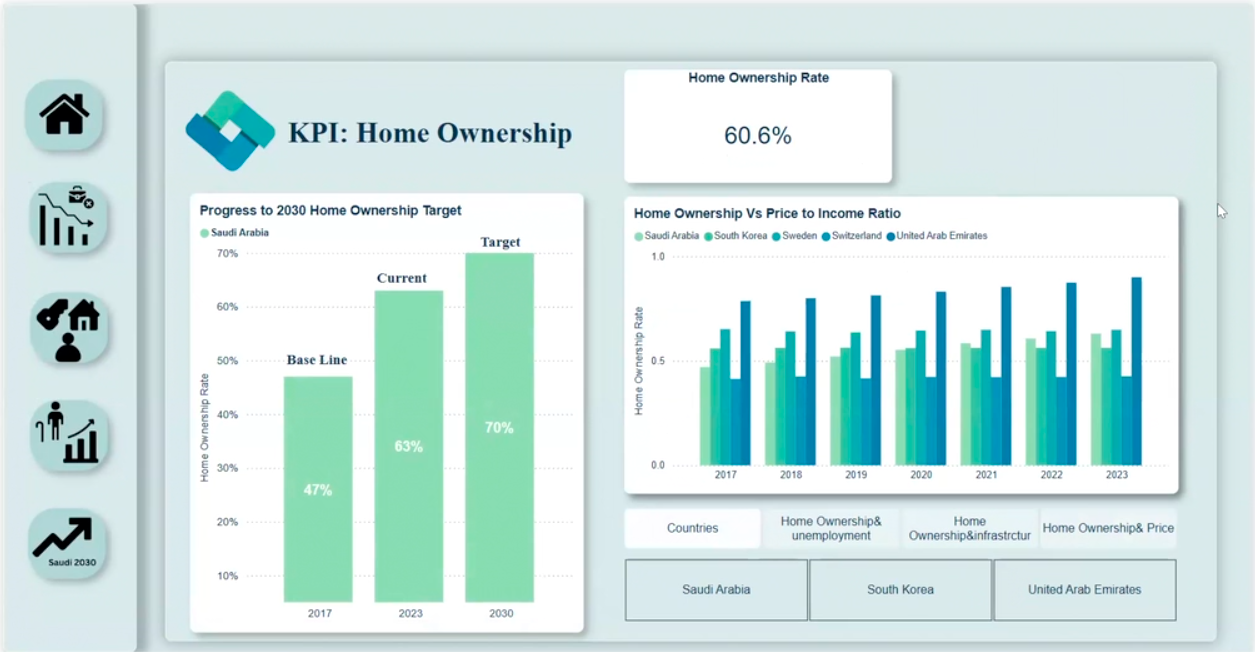 KPI: Home Ownership
Home Ownership Rate
60.6%
Progress to 2030 Home Ownership Target
Saudi Arabia
Home Ownership Rate
70%
60%
50%
40%
30%
20%
10%
Base Line
Current
Target
47%
63%
70%
2017
2023
2030
Home Ownership Vs Price to Income Ratio
Saudi Arabia South Korea Sweden Switzerland United Arab Emirates
Home Ownership Rate
1.0
0.5
0.0
2017 2018 2019 2020 2021 2022 2023
Countries
Home Ownership&
unemployment
Home
Ownership&infrastrctur
Home Ownership& Price
Saudi Arabia
South Korea
United Arab Emirates
Saudi 2030